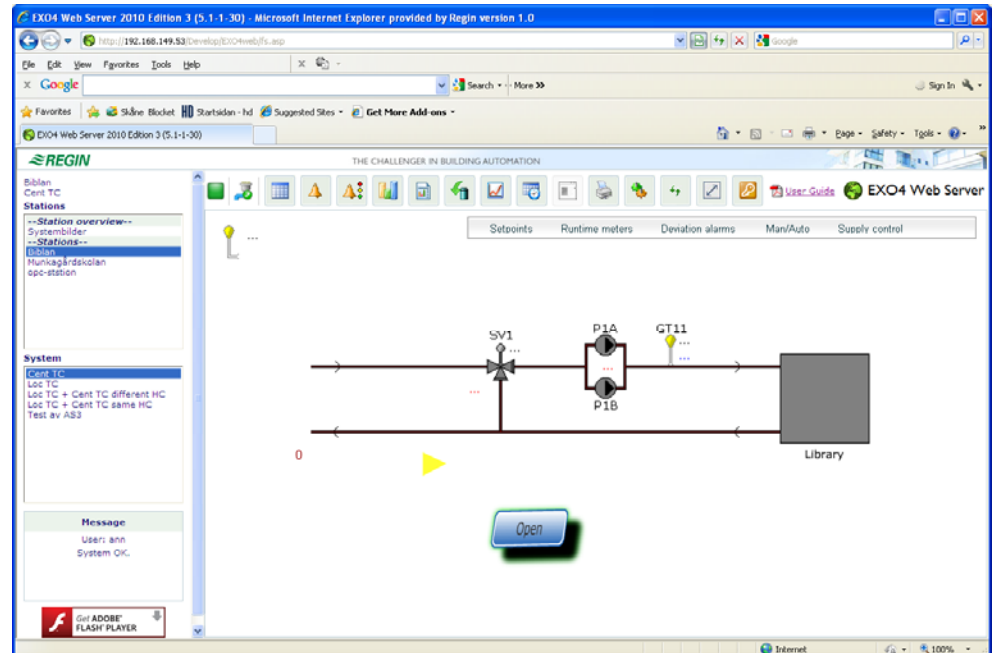 EXO4 Web Server 2010 Edition 3 (5.1-1-30) - Microsoft Internet Explorer provided by Regin version 1.0
http://192.168.149.53/Develop/EXO4web/fs.asp
Google
File Edit View Favorites Tools Help
x
x Google
Search
More >>
Sign In
Favorites
Skåne Blocket
HD Startsidan - hd
Suggested Sites
Get More Add-ons
EXO4 Web Server 2010 Edition 3 (5.1-1-30)
Page
Safety
Tools
REGIN
THE CHALLENGER IN BUILDING AUTOMATION
Biblan
Cent TC
Stations
--Station overview--
Systembilder
--Stations--
Biblan
Munkagårdskolan
opc-ststion
User Guide
EXO4 Web Server
Setpoints Runtime meters Deviation alarms Man/Auto Supply control
...
SV1
...
P1A
GT11
...
...
...
...
P1B
0
Library
Open
System
Cent TC
Loc TC
Loc TC + Cent TC different HC
Loc TC + Cent TC same HC
Test av AS3
Message
User: ann
System OK.
Get ADOBE®
FLASH® PLAYER
Internet
100%